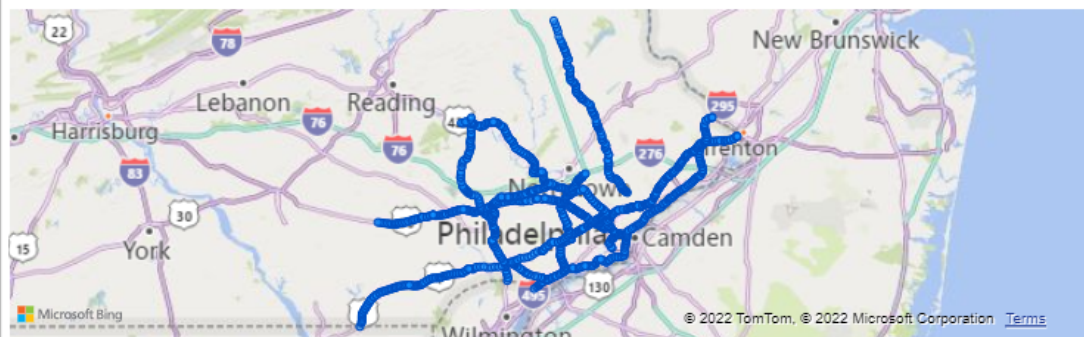 22
78
New Brunswick
Lebanon
Reading
295
Harrisburg
76
76
276
83
30
Philadelphia
Camden
15
York
130
495
Microsoft Bing
Wilmington
© 2022 TomTom, © 2022 Microsoft Corporation Terms